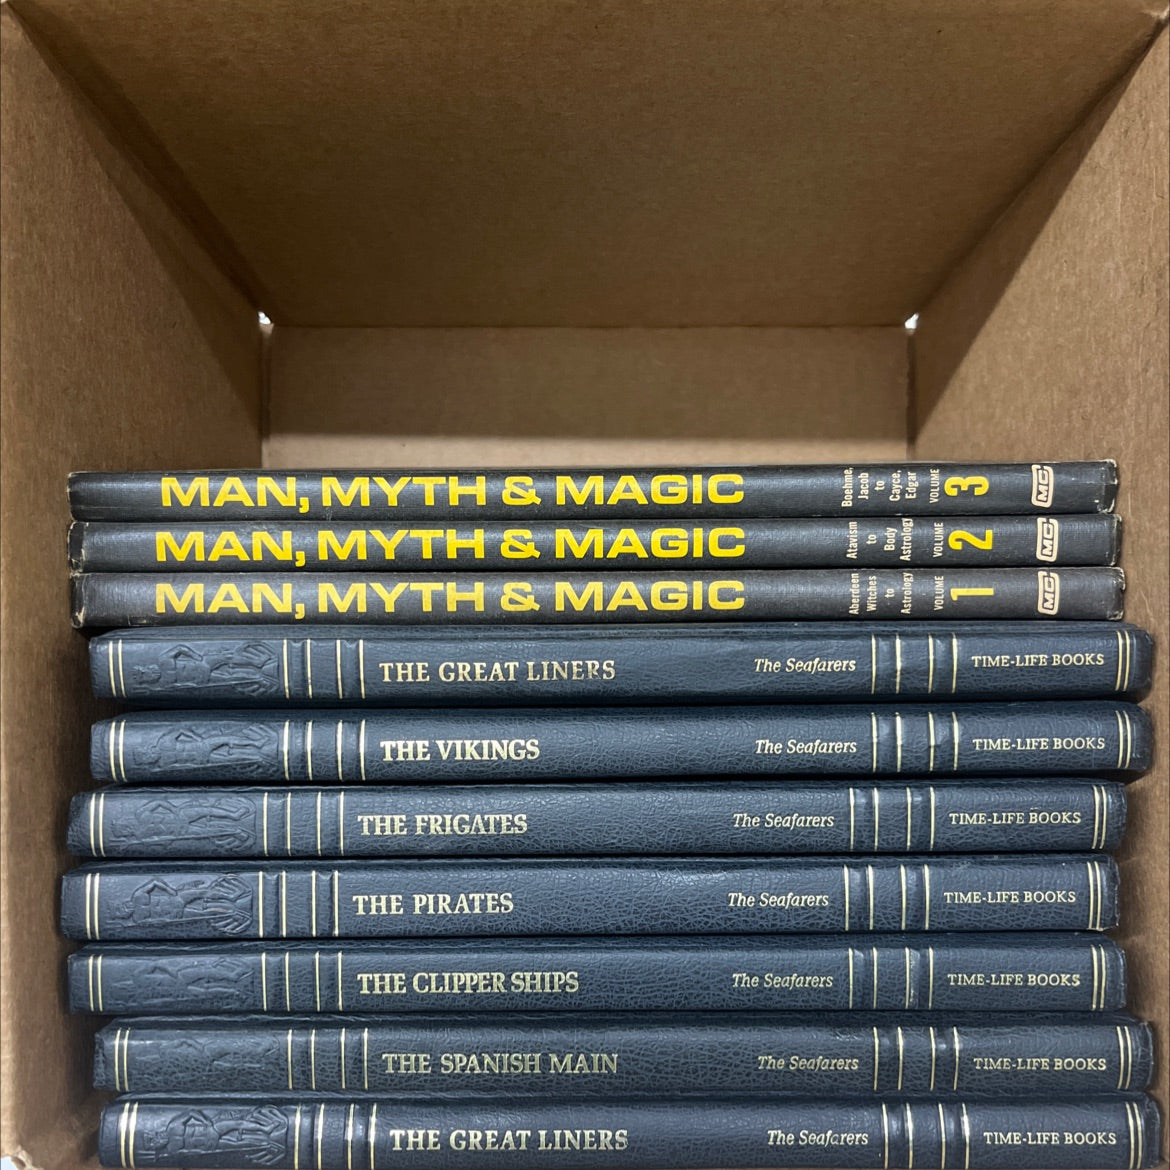 MAN, MYTH & MAGIC
Boehme,
Jacob
to
Cayce,
Edgar
VOLUME
3
MC
MAN, MYTH & MAGIC
Atavism
to
Body
Astrology
VOLUME
2
MC
MAN, MYTH & MAGIC
Aberdeen
Witches
to
Astrology
VOLUME
1
MC
THE GREAT LINERS The Seafarers TIME-LIFE BOOKS
THE VIKINGS The Seafarers TIME-LIFE BOOKS
THE FRIGATES The Seafarers TIME-LIFE BOOKS
THE PIRATES The Seafarers TIME-LIFE BOOKS
THE CLIPPER SHIPS The Seafarers TIME-LIFE BOOKS
THE SPANISH MAIN The Seafarers TIME-LIFE BOOKS
THE GREAT LINERS The Seafarers TIME-LIFE BOOKS